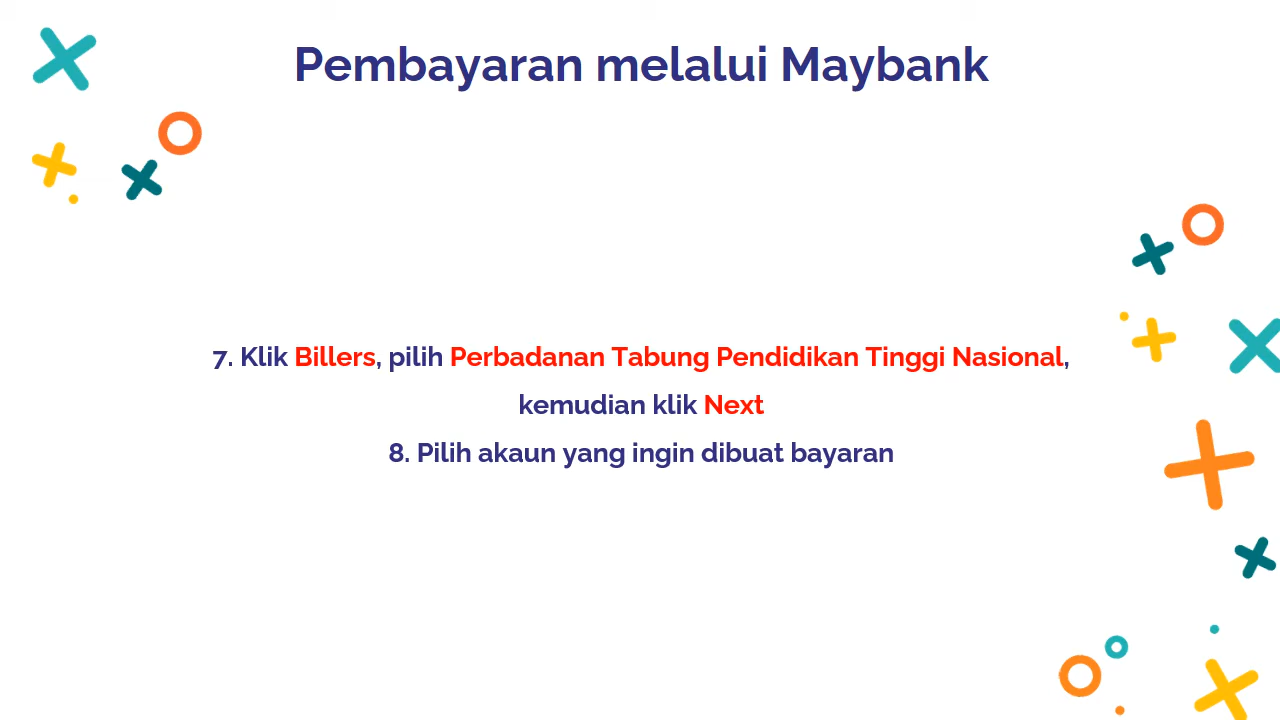 Pembayaran melalui Maybank
7. Klik Billers, pilih Perbadanan Tabung Pendidikan Tinggi Nasional,
kemudian klik Next
8. Pilih akaun yang ingin dibuat bayaran